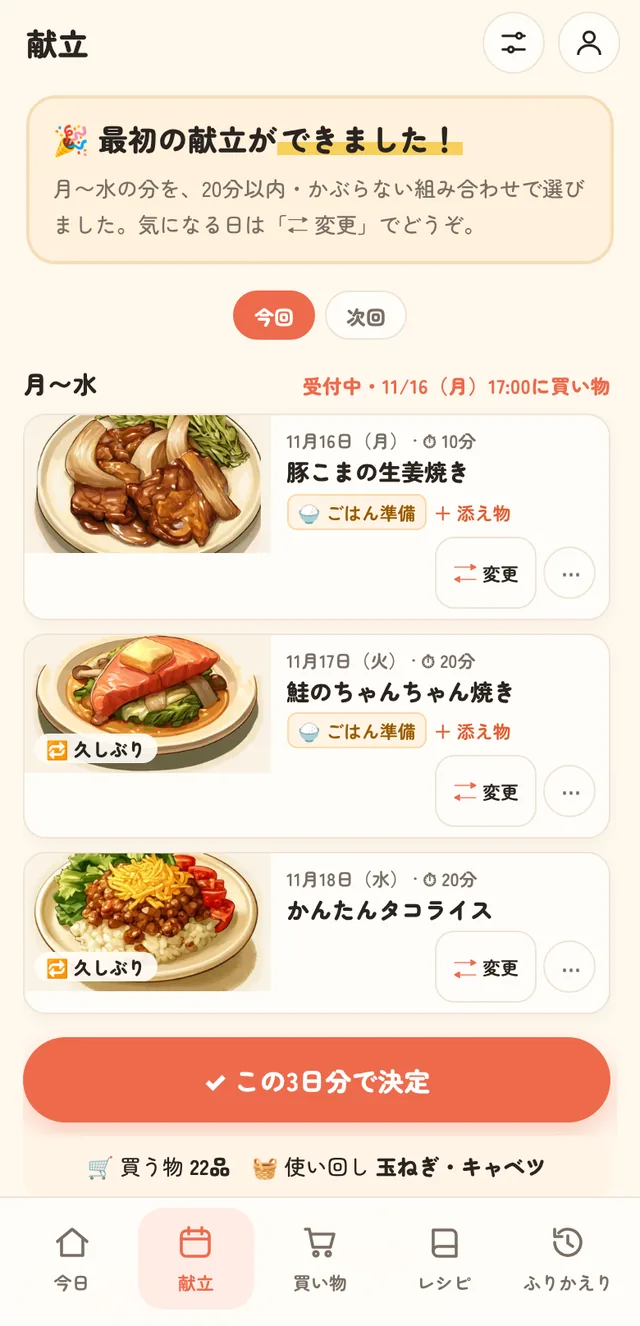 献立
🎉 最初の献立ができました！
月〜水の分を、20分以内・かぶらない組み合わせで選び
ました。気になる日は「⇄ 変更」でどうぞ。
今回 次回
月〜水 受付中・11/16（月）17:00に買い物
11月16日（月）・⏱ 10分
豚こまの生姜焼き
🍚 ごはん準備 ＋ 添え物
⇄ 変更 …
11月17日（火）・⏱ 20分
鮭のちゃんちゃん焼き
🔁 久しぶり
🍚 ごはん準備 ＋ 添え物
⇄ 変更 …
11月18日（水）・⏱ 20分
かんたんタコライス
🔁 久しぶり
⇄ 変更 …
✓ この3日分で決定
🛒 買う物 22品 🧺 使い回し 玉ねぎ・キャベツ
今日 献立 買い物 レシピ ふりかえり